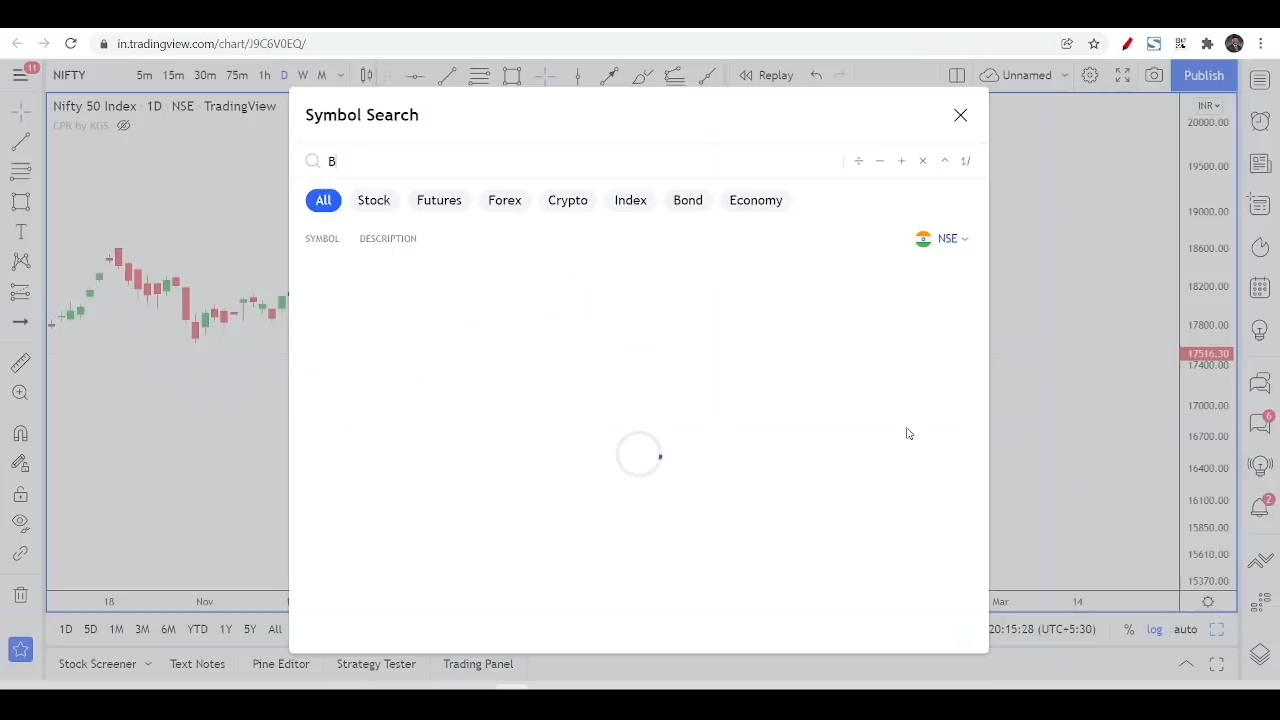 in.tradingview.com/chart/J9C6V0EQ/
11
NIFTY 5m 15m 30m 75m 1h D W M Replay Unnamed Publish
Nifty 50 Index · 1D · NSE · TradingView
CPR by KGS
Symbol Search
B
÷ − + × ^ 1/
All Stock Futures Forex Crypto Index Bond Economy
SYMBOL DESCRIPTION NSE
INR
20000.00
19500.00
19000.00
18600.00
18200.00
17800.00
17516.30
17400.00
17000.00
16700.00
16400.00
16100.00
15850.00
15610.00
15370.00
6
2
18 Nov Mar 14
1D 5D 1M 3M 6M YTD 1Y 5Y All 20:15:28 (UTC+5:30) % log auto
Stock Screener Text Notes Pine Editor Strategy Tester Trading Panel